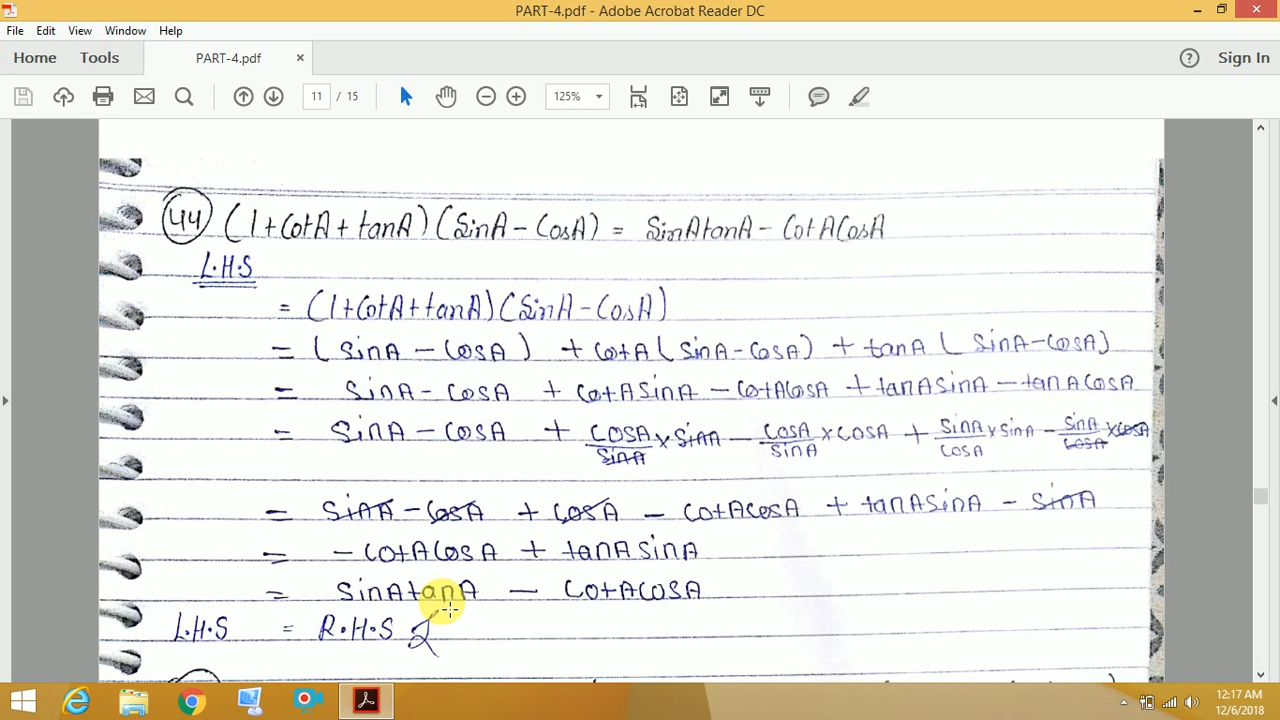 PART-4.pdf - Adobe Acrobat Reader DC
File Edit View Window Help
Home Tools PART-4.pdf × Sign In
11 / 15 125%
44 (1+CotA+tanA)(SinA-CosA) = SinAtanA-CotACosA
L.H.S
= (1+CotA+tanA)(SinA-CosA)
= (sinA-CosA) + cotA(sinA-cosA) + tanA(sinA-cosA)
= sinA-cosA + cotAsinA - cotAcosA + tanAsinA - tanAcosA
= sinA-cosA + cosA/sinA × sinA - cosA/sinA × cosA + sinA/cosA × sinA - sinA/cosA × cosA
= sinA-cosA + cosA - cotAcosA + tanAsinA - sinA
= -cotAcosA + tanAsinA
= sinAtanA - cotAcosA
L.H.S = R.H.S
12:17 AM
12/6/2018